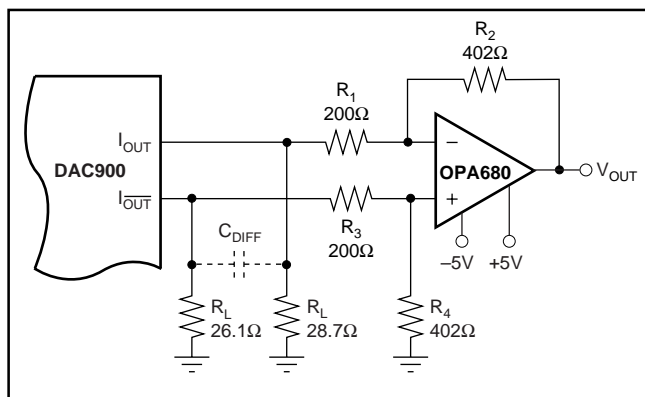 R2
402Ω
R1
200Ω
IOUT
DAC900
–
OPA680
VOUT
IOUT
+
R3
200Ω
CDIFF
–5V
+5V
RL
26.1Ω
RL
28.7Ω
R4
402Ω